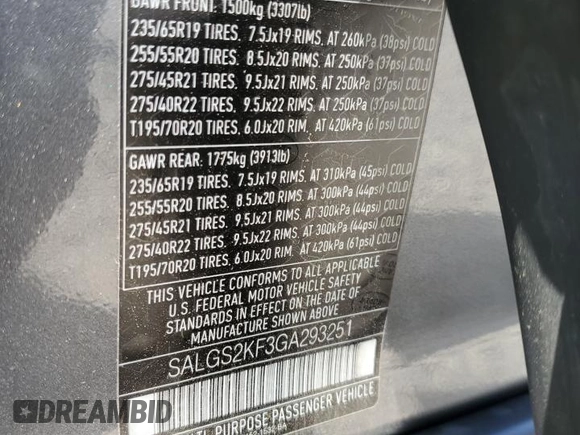 GAWR FRONT: 1500kg (3307lb)
235/65R19 TIRES. 7.5Jx19 RIMS. AT 260kPa (38psi) COLD
255/55R20 TIRES. 8.5Jx20 RIMS. AT 250kPa (37psi) COLD
275/45R21 TIRES. 9.5Jx21 RIMS. AT 250kPa (37psi) COLD
275/40R22 TIRES. 9.5Jx22 RIMS. AT 250kPa (37psi) COLD
T195/70R20 TIRES. 6.0Jx20 RIM. AT 420kPa (61psi) COLD
GAWR REAR: 1775kg (3913lb)
235/65R19 TIRES. 7.5Jx19 RIMS. AT 310kPa (45psi) COLD
255/55R20 TIRES. 8.5Jx20 RIMS. AT 300kPa (44psi) COLD
275/45R21 TIRES. 9.5Jx21 RIMS. AT 300kPa (44psi) COLD
275/40R22 TIRES. 9.5Jx22 RIMS. AT 300kPa (44psi) COLD
T195/70R20 TIRES. 6.0Jx20 RIM. AT 420kPa (61psi) COLD
THIS VEHICLE CONFORMS TO ALL APPLICABLE
U.S. FEDERAL MOTOR VEHICLE SAFETY
STANDARDS IN EFFECT ON THE DATE OF
MANUFACTURE SHOWN ABOVE.
SALGS2KF3GA293251
PURPOSE PASSENGER VEHICLE
DREAMBID